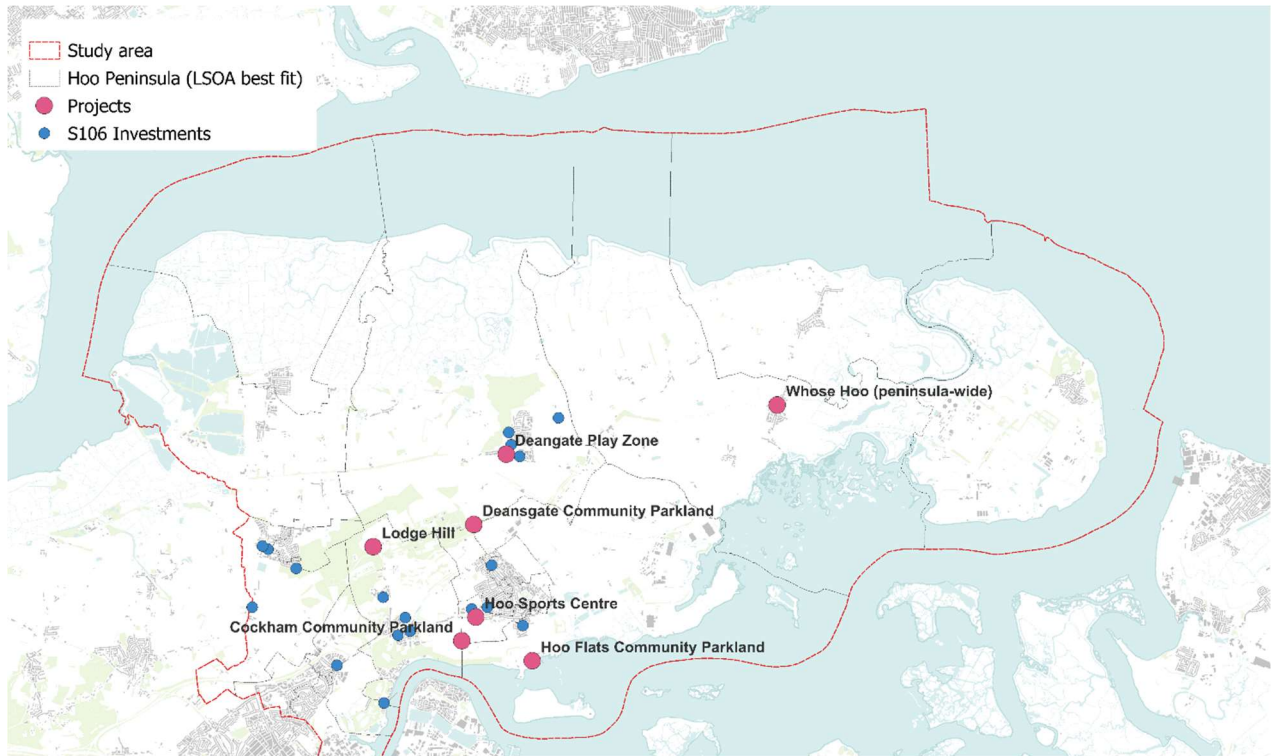 Study area
Hoo Peninsula (LSOA best fit)
Projects
S106 Investments
Whose Hoo (peninsula-wide)
Deangate Play Zone
Deansgate Community Parkland
Lodge Hill
Hoo Sports Centre
Cockham Community Parkland
Hoo Flats Community Parkland